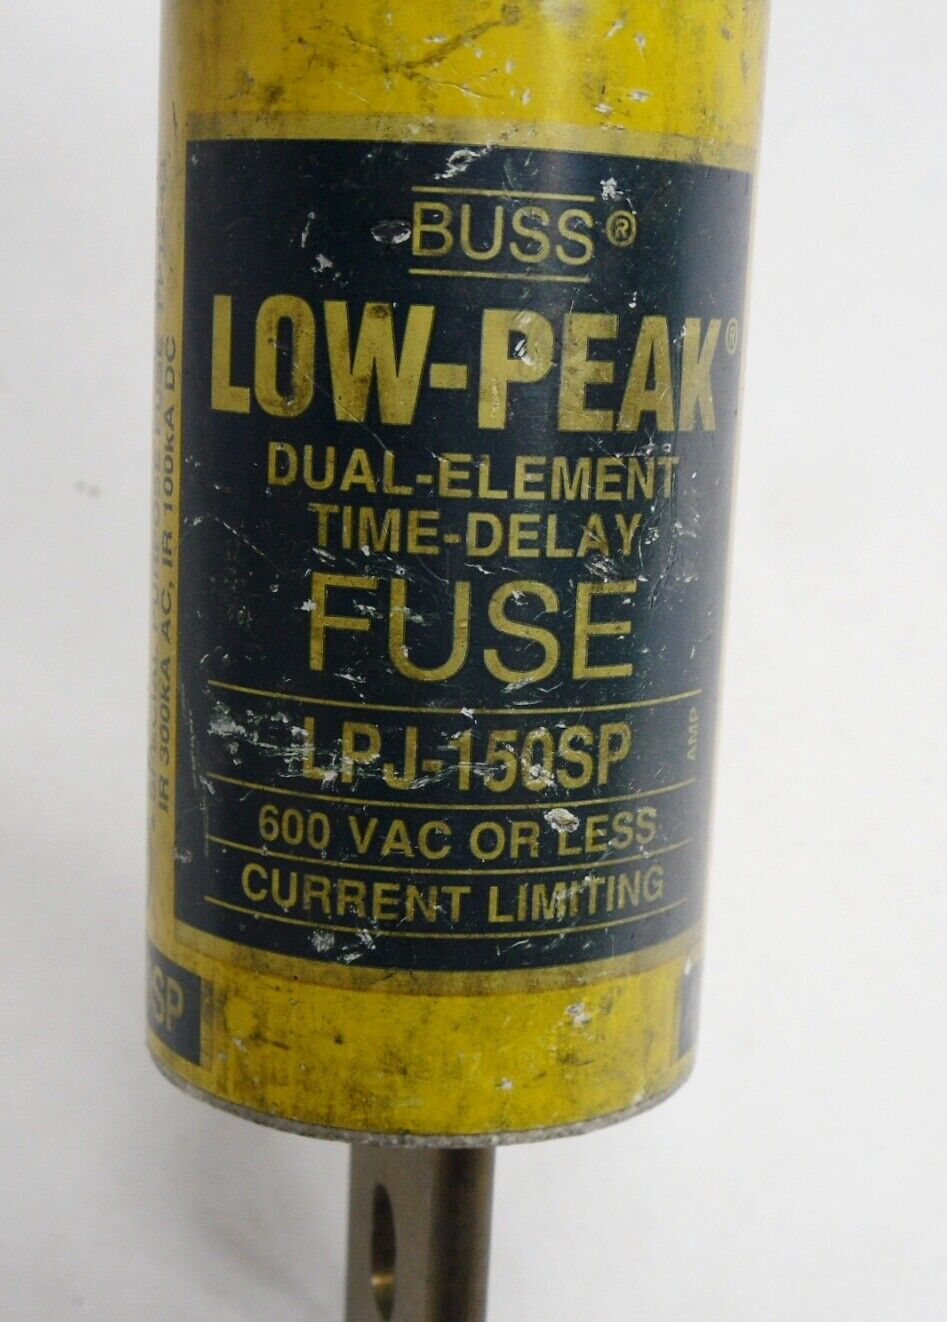 BUSS®
LOW-PEAK®
DUAL-ELEMENT
TIME-DELAY
FUSE
LPJ-150SP
AMP
600 VAC OR LESS
CURRENT LIMITING
IR 300KA AC, IR 100KA DC
SP